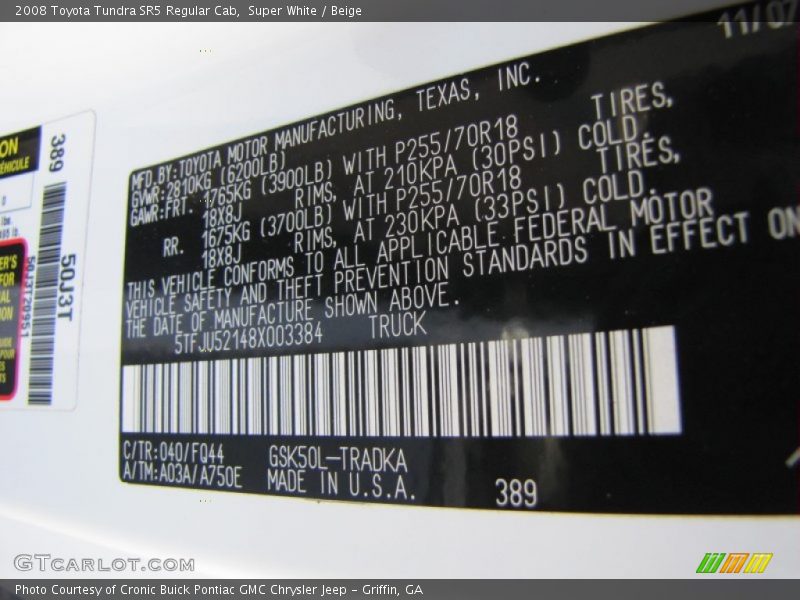 2008 Toyota Tundra SR5 Regular Cab,  Super White / Beige
11/07
MFD.BY:TOYOTA MOTOR MANUFACTURING, TEXAS, INC.
GVWR:2810KG (6200LB)
GAWR:FRT. 1765KG (3900LB) WITH P255/70R18 TIRES,
18X8J RIMS, AT 210KPA (30PSI) COLD.
RR. 1675KG (3700LB) WITH P255/70R18 TIRES,
18X8J RIMS, AT 230KPA (33PSI) COLD.
THIS VEHICLE CONFORMS TO ALL APPLICABLE FEDERAL MOTOR
VEHICLE SAFETY AND THEFT PREVENTION STANDARDS IN EFFECT ON
THE DATE OF MANUFACTURE SHOWN ABOVE.
5TFJU52148X003384 TRUCK
C/TR:040/FQ44 GSK50L-TRADKA
A/TM:A03A/A750E MADE IN U.S.A.
389
389
50J3T
50J3T20951
GTCARLOT.COM
Photo Courtesy of Cronic Buick Pontiac GMC Chrysler Jeep - Griffin, GA